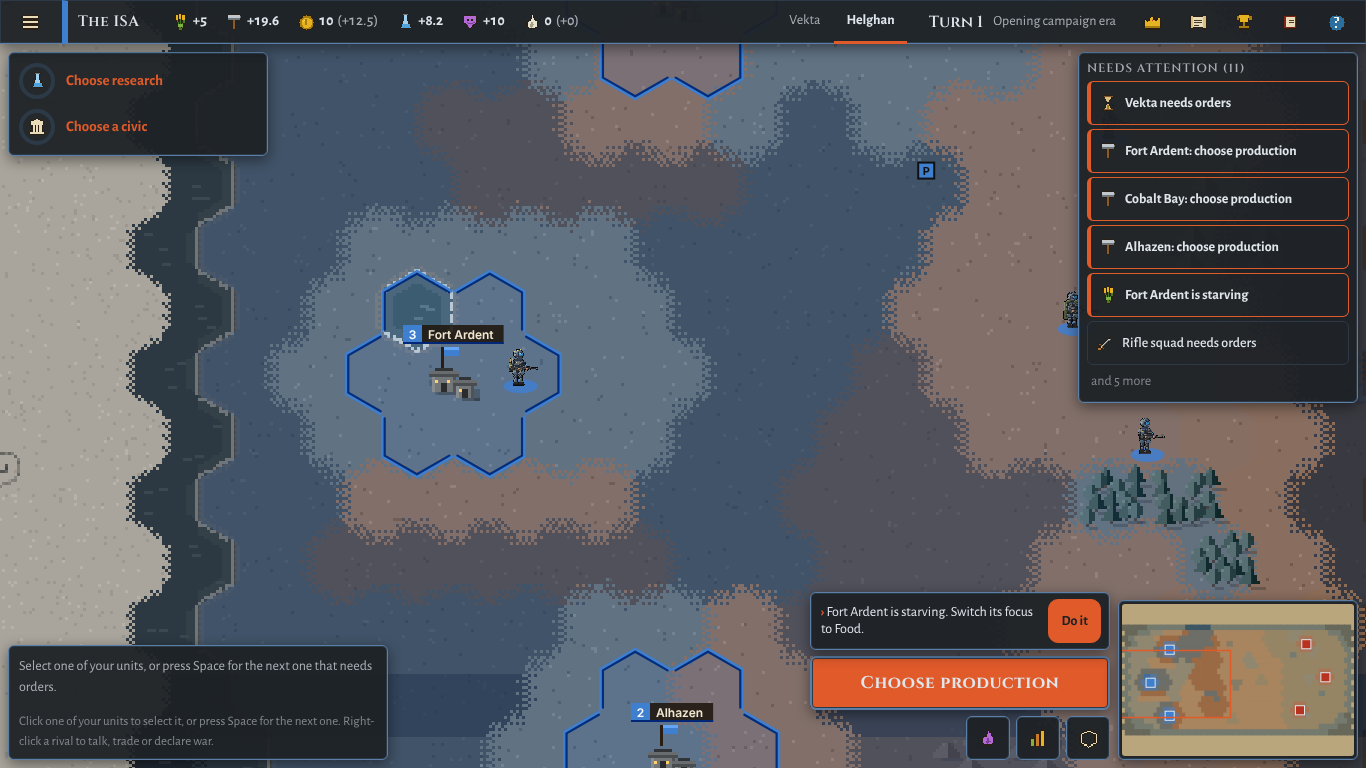 The ISA
+5
+19.6
10 (+12.5)
+8.2
+10
0 (+0)
Vekta
Helghan
Turn 1
Opening campaign era
?
Choose research
Choose a civic
Needs attention (11)
Vekta needs orders
Fort Ardent: choose production
Cobalt Bay: choose production
Alhazen: choose production
Fort Ardent is starving
Rifle squad needs orders
and 5 more
P
3 Fort Ardent
2 Alhazen
› Fort Ardent is starving. Switch its focus
to Food.
Do it
Choose production
Select one of your units, or press Space for the next one that needs
orders.
Click one of your units to select it, or press Space for the next one. Right-
click a rival to talk, trade or declare war.